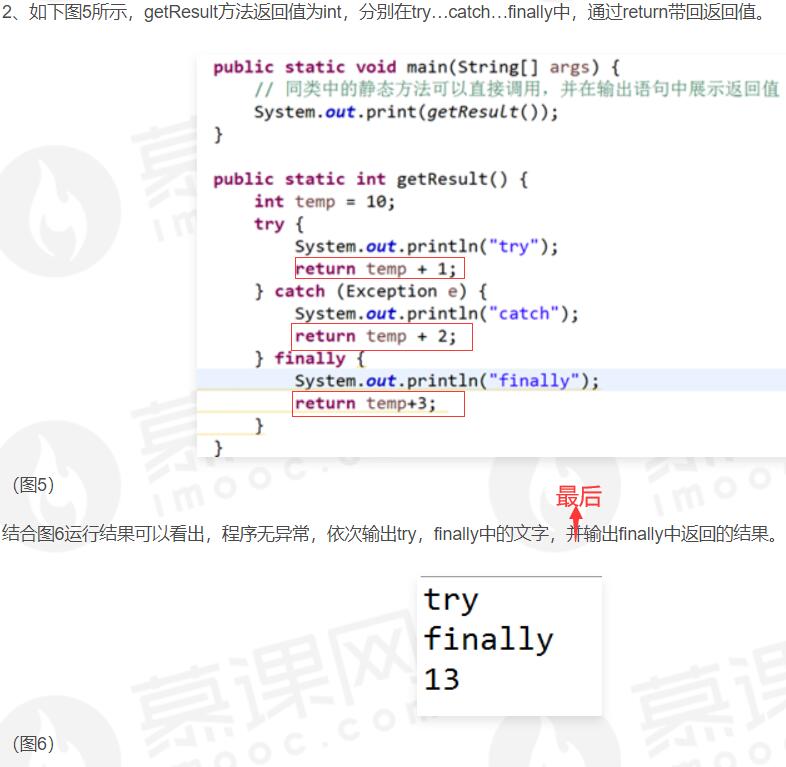 2、如下图5所示，getResult方法返回值为int，分别在try…catch…finally中，通过return带回返回值。
public static void main(String[] args) {
// 同类中的静态方法可以直接调用，并在输出语句中展示返回值
System.out.print(getResult());
}
public static int getResult() {
int temp = 10;
try {
System.out.println("try");
return temp + 1;
} catch (Exception e) {
System.out.println("catch");
return temp + 2;
} finally {
System.out.println("finally");
return temp+3;
}
}
（图5）
最后
结合图6运行结果可以看出，程序无异常，依次输出try，finally中的文字，并输出finally中返回的结果。
try
finally
13
慕课网
imooc.com
（图6）